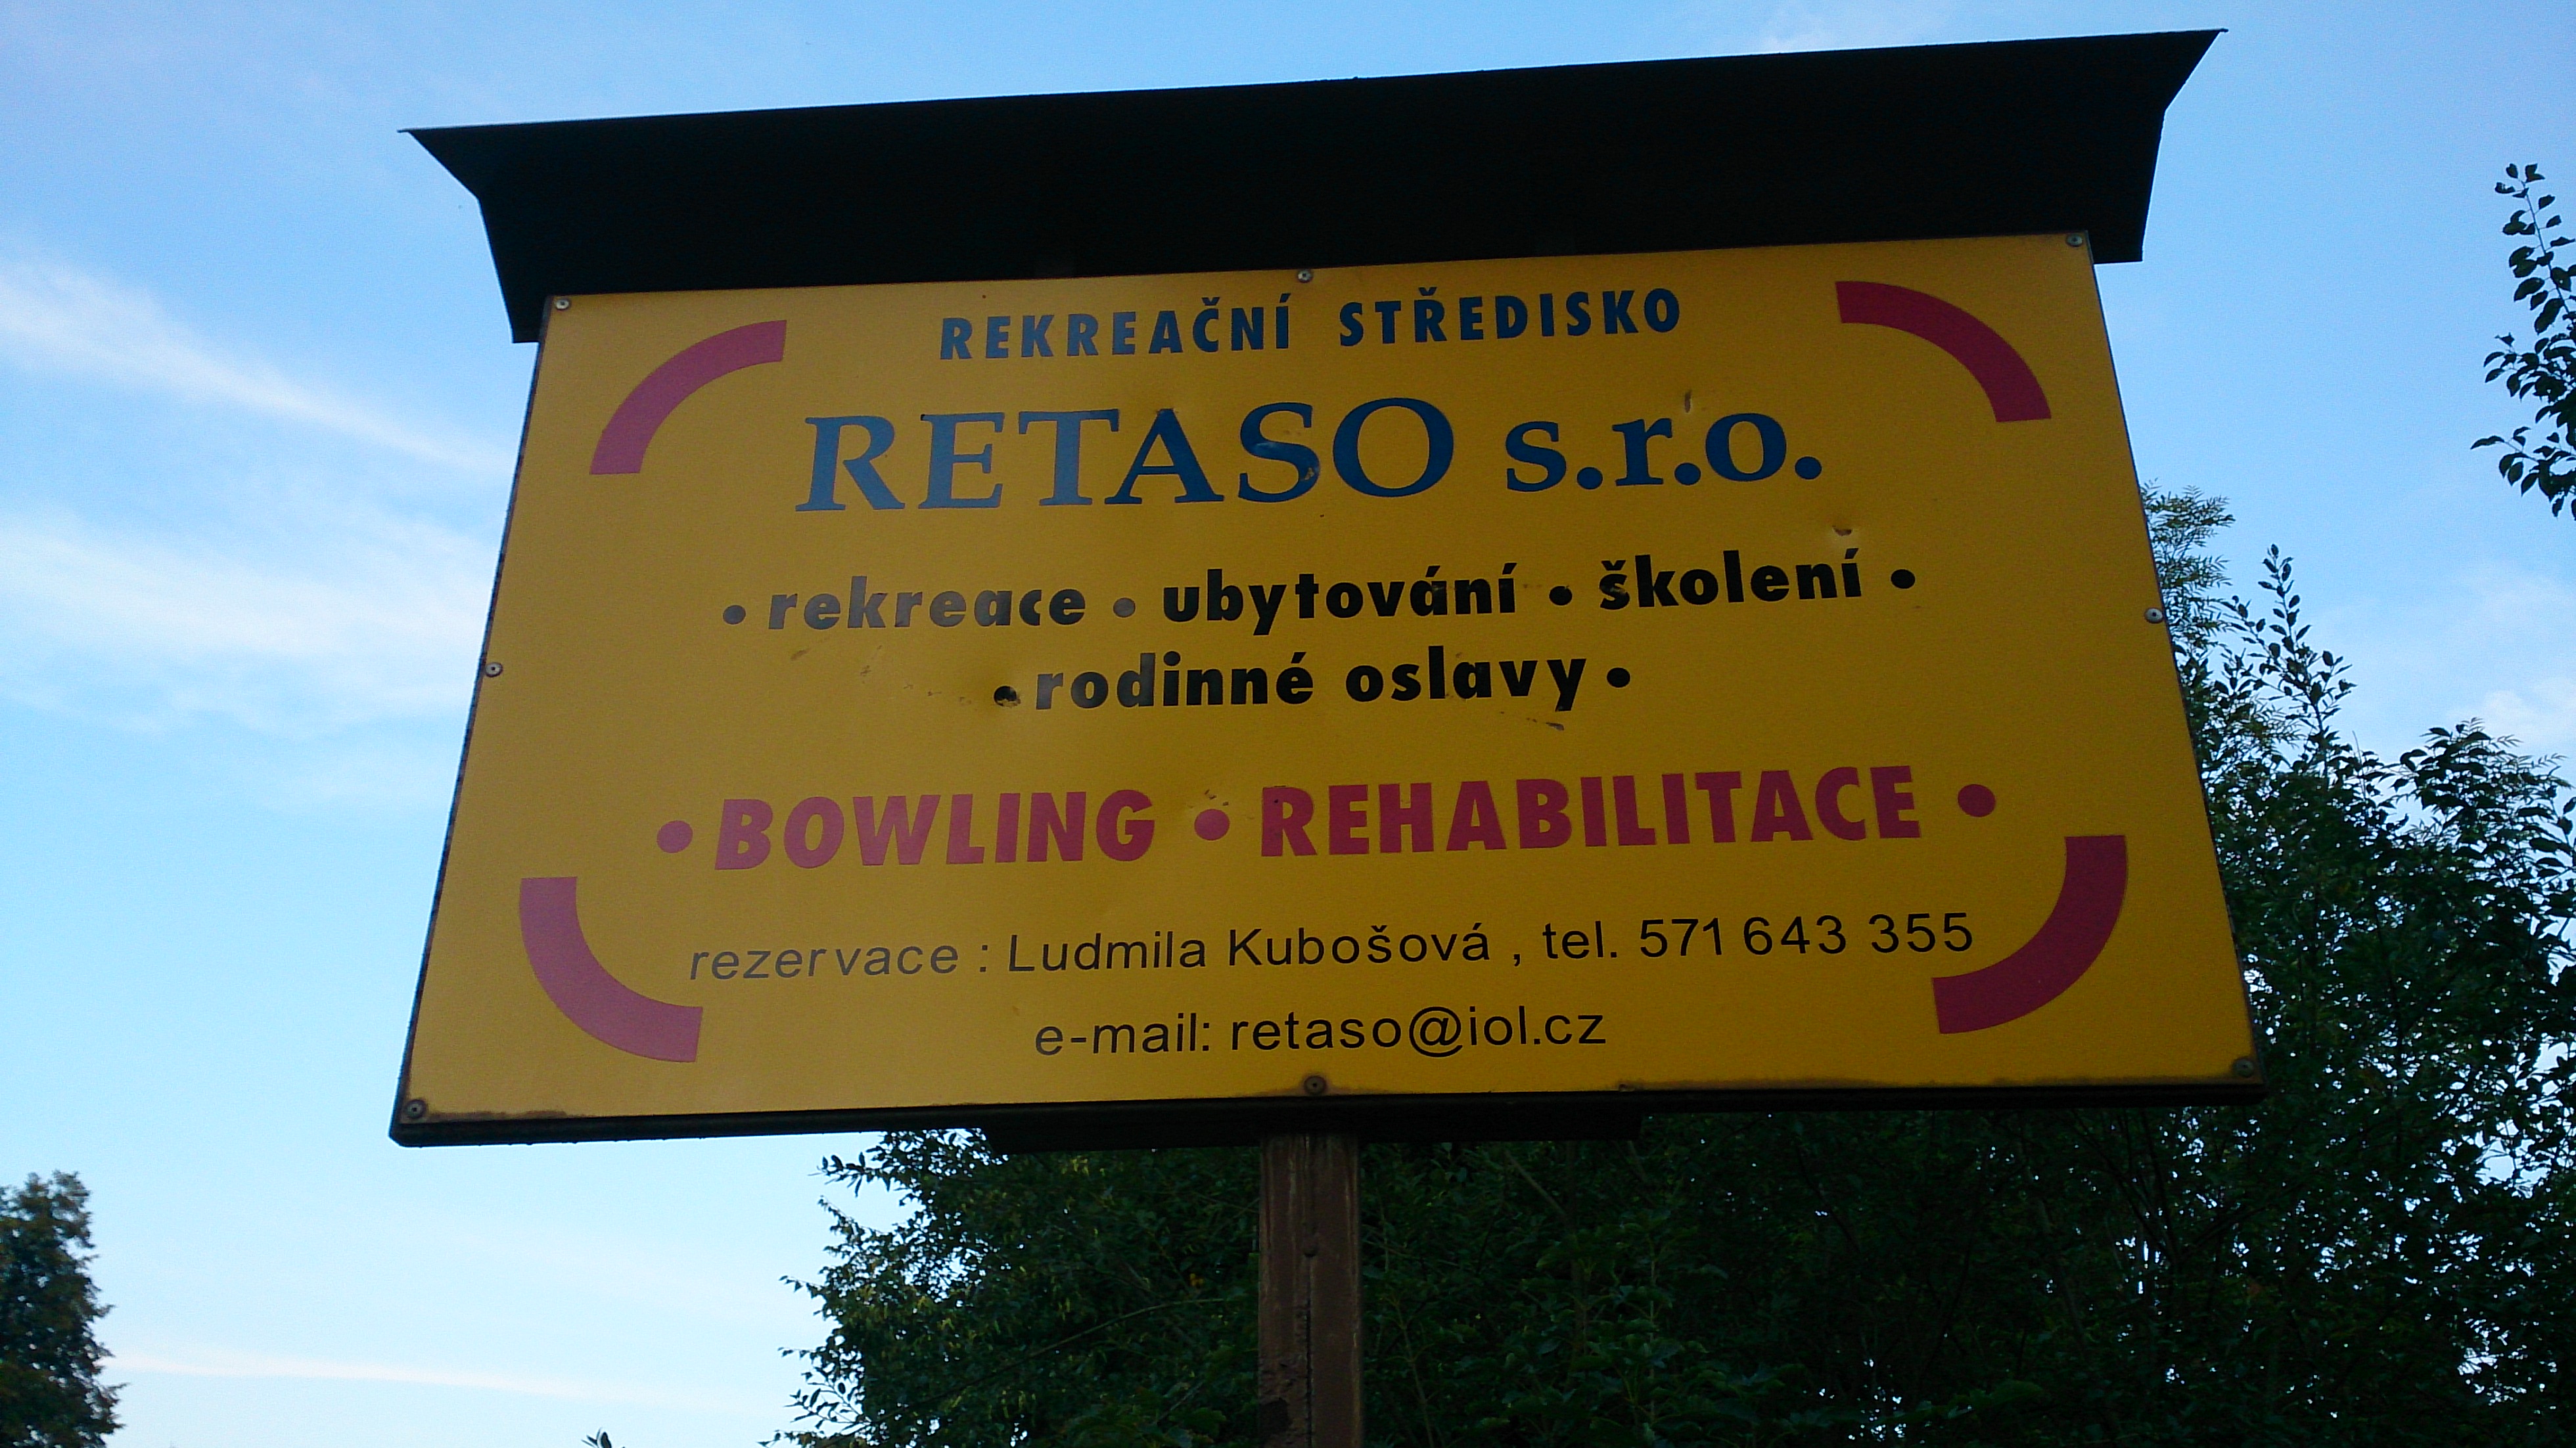 REKREAČNÍ STŘEDISKO
RETASO s.r.o.
• rekreace • ubytování • školení •
• rodinné oslavy •
• BOWLING • REHABILITACE •
rezervace : Ludmila Kubošová , tel. 571 643 355
e-mail: retaso@iol.cz